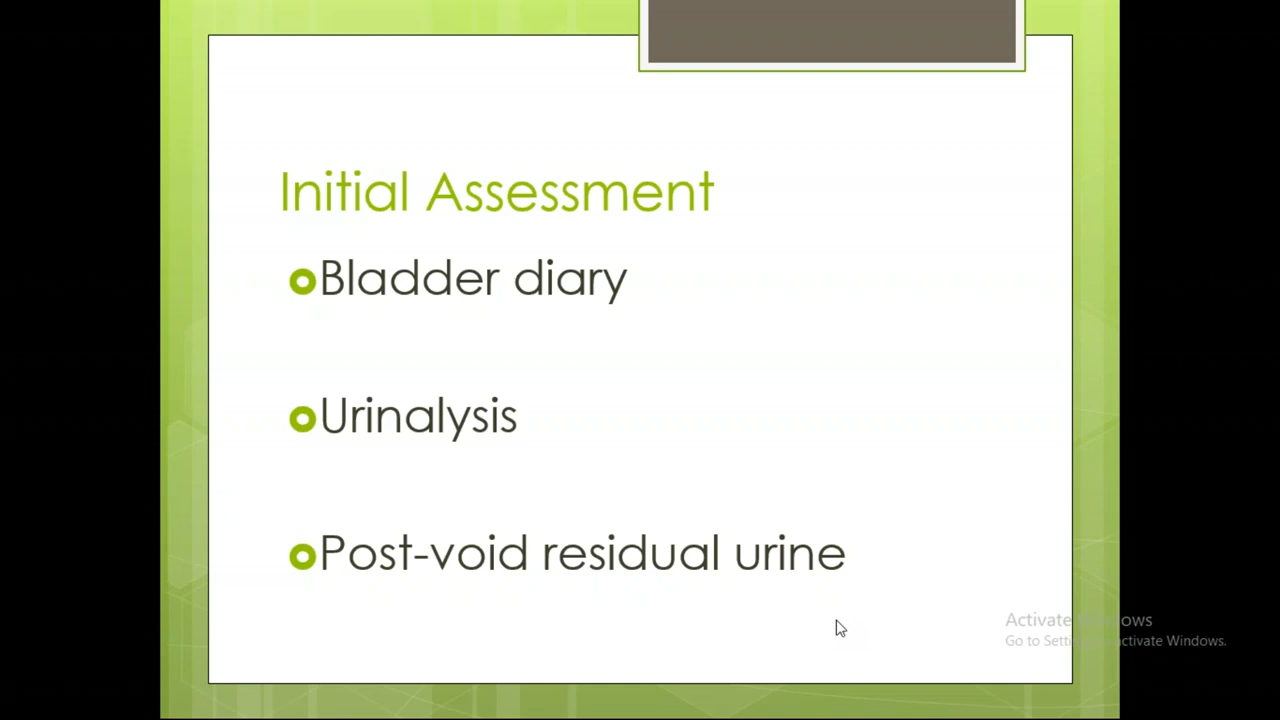 Initial Assessment
Bladder diary
Urinalysis
Post-void residual urine
Activate Windows
Go to Settings to activate Windows.